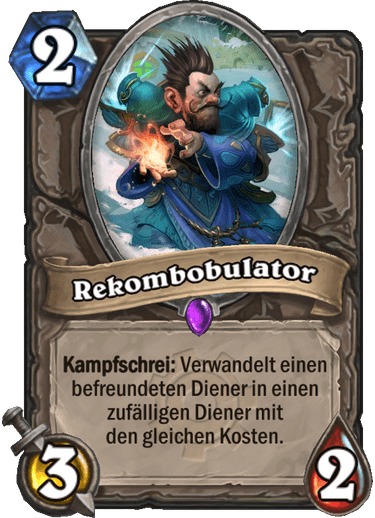 2
Rekombobulator
Kampfschrei: Verwandelt einen
befreundeten Diener in einen
zufälligen Diener mit
den gleichen Kosten.
3
2